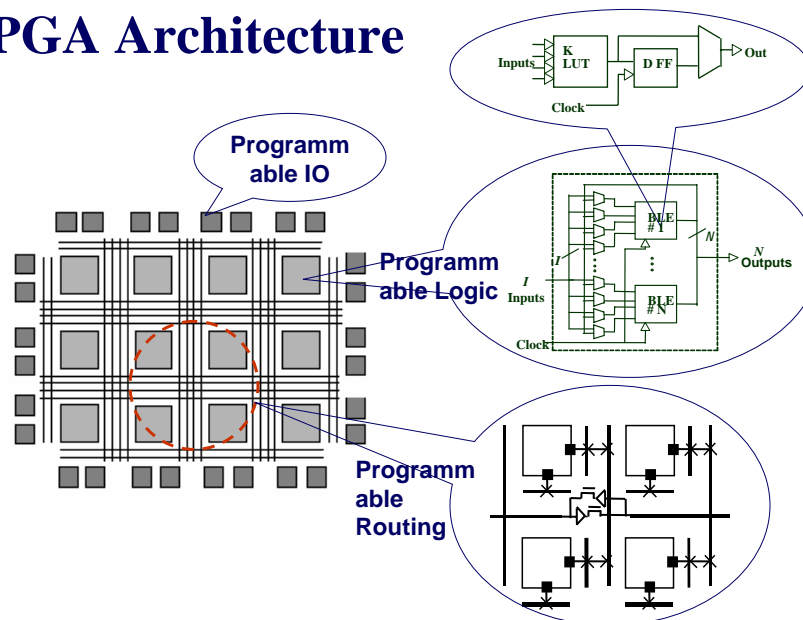 PGA Architecture
K
LUT
Inputs
D FF
Out
Clock
Programm
able IO
BLE
# 1
N
Programm
able Logic
I
N
Outputs
I
Inputs
BLE
# N
Clock
Programm
able
Routing